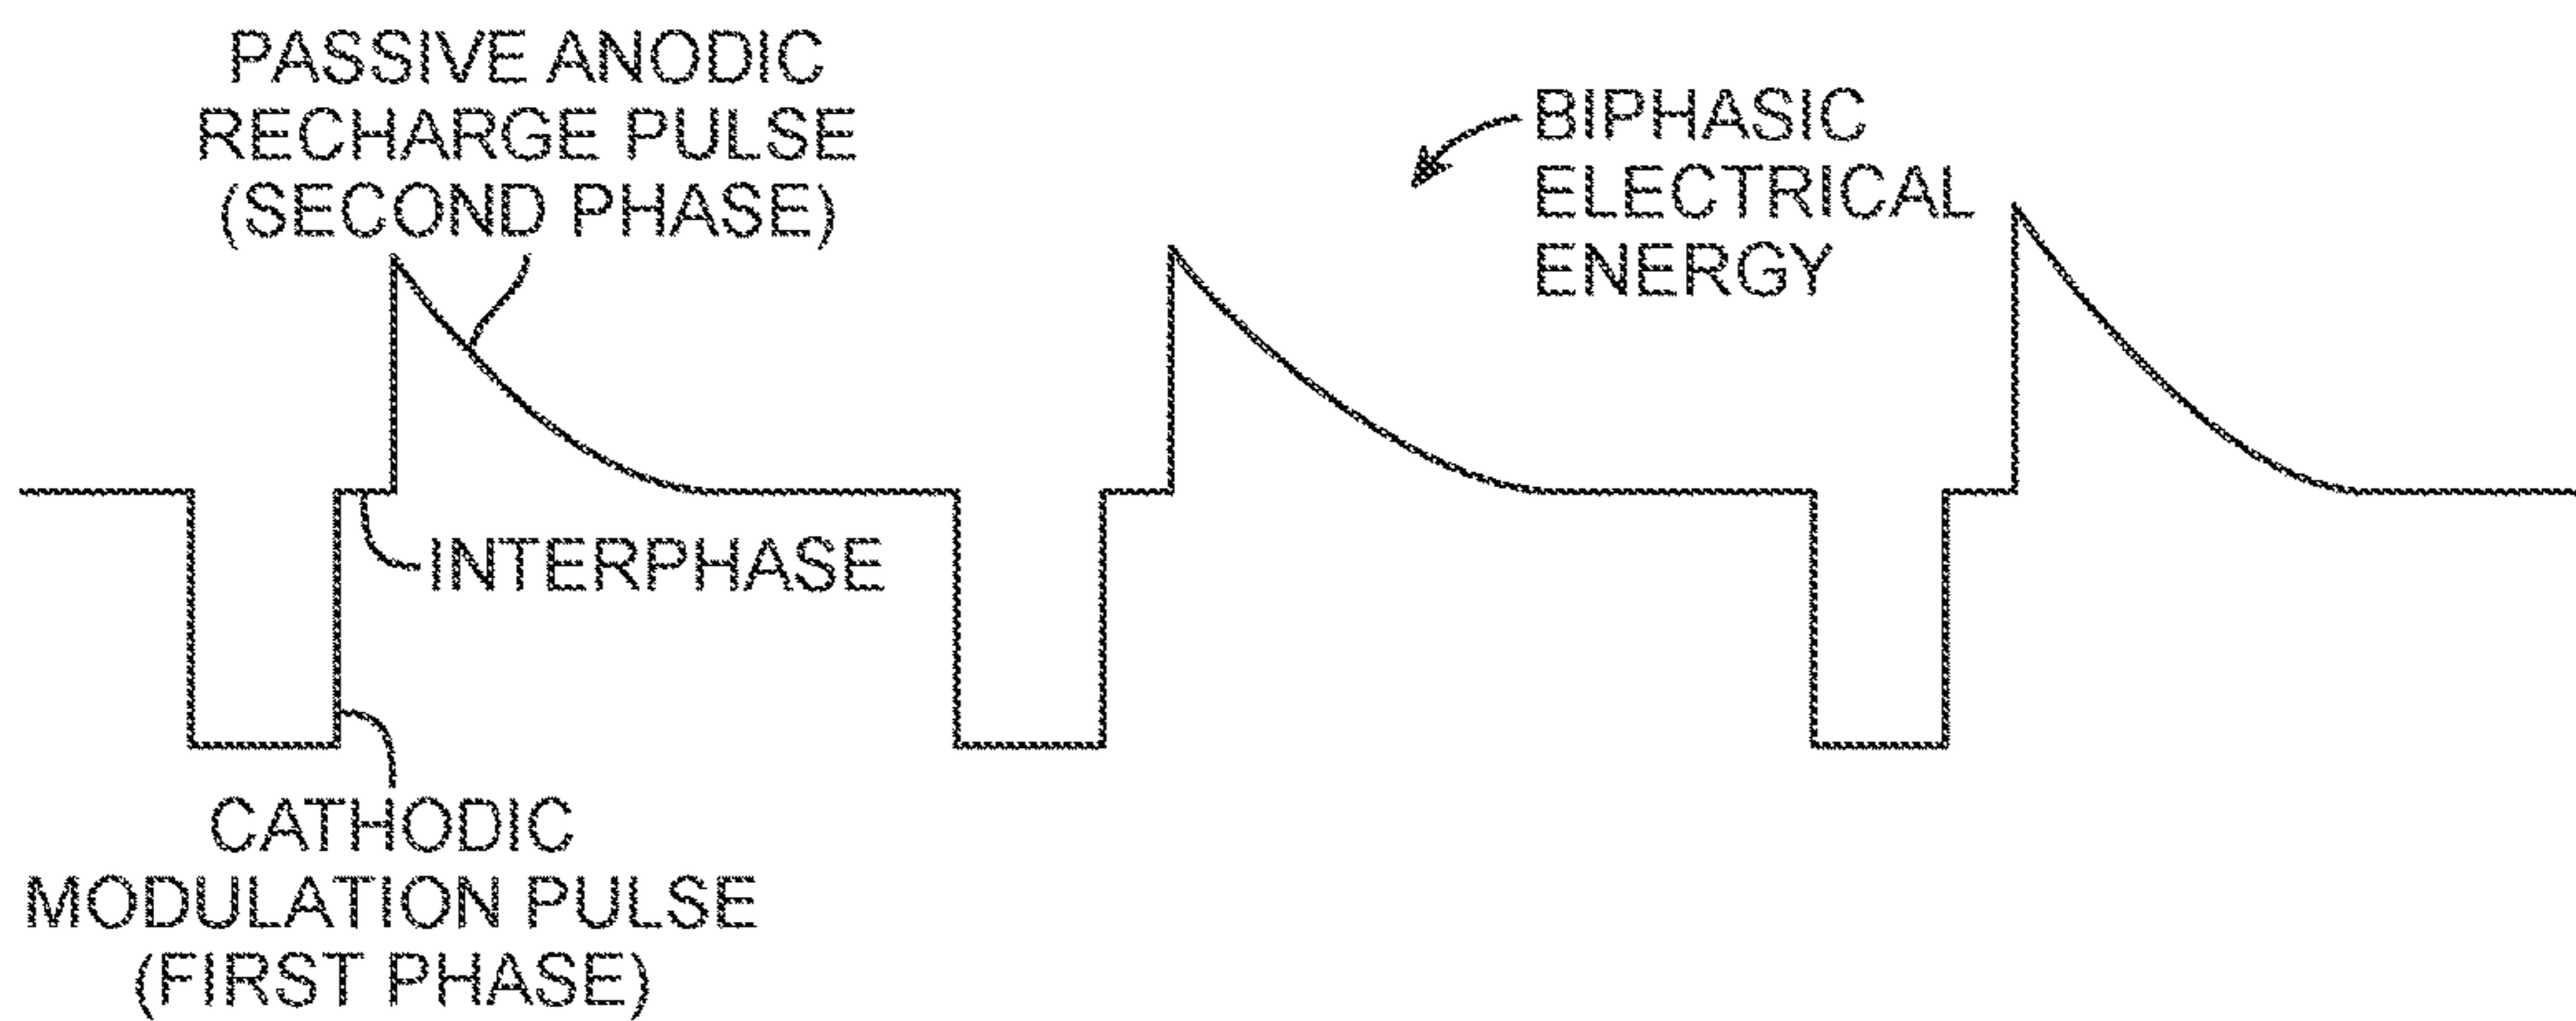 PASSIVE ANODIC
RECHARGE PULSE
(SECOND PHASE)
BIPHASIC
ELECTRICAL
ENERGY
INTERPHASE
CATHODIC
MODULATION PULSE
(FIRST PHASE)